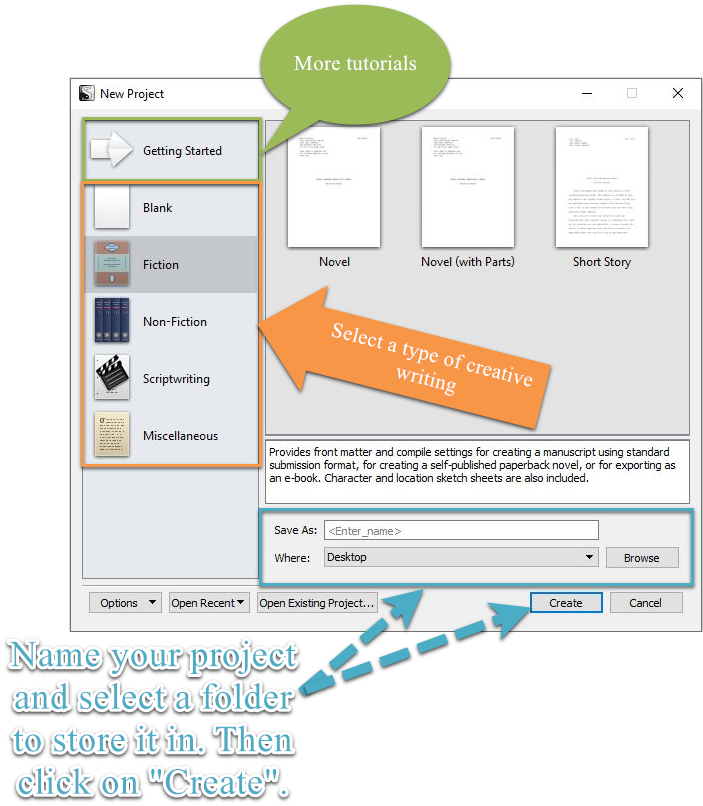 More tutorials
New Project
Getting Started
Blank
Fiction
Non-Fiction
Scriptwriting
Miscellaneous
Novel
Novel (with Parts)
Short Story
Select a type of creative
writing
Provides front matter and compile settings for creating a manuscript using standard
submission format, for creating a self-published paperback novel, or for exporting as
an e-book. Character and location sketch sheets are also included.
Save As: <Enter_name>
Where: Desktop Browse
Options Open Recent Open Existing Project... Create Cancel
Name your project
and select a folder
to store it in. Then
click on "Create".